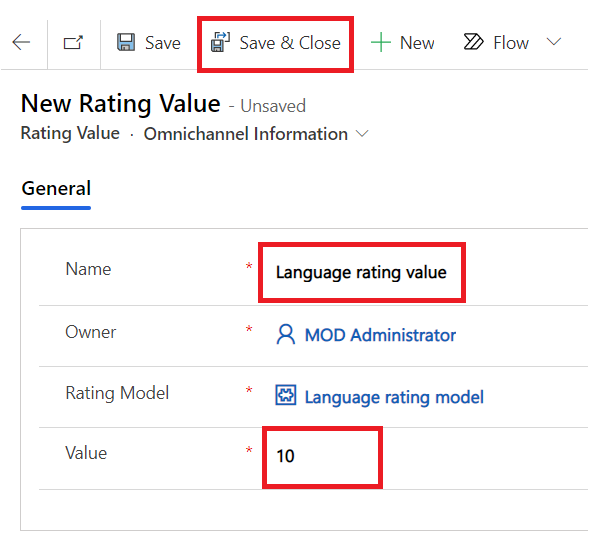 Save Save & Close New Flow
New Rating Value - Unsaved
Rating Value · Omnichannel Information
General
Name * Language rating value
Owner * MOD Administrator
Rating Model * Language rating model
Value * 10